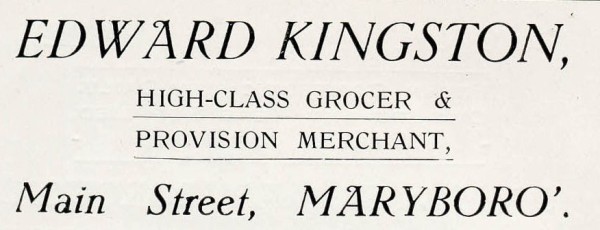 EDWARD KINGSTON,
HIGH-CLASS GROCER &
PROVISION MERCHANT,
Main Street, MARYBORO'.